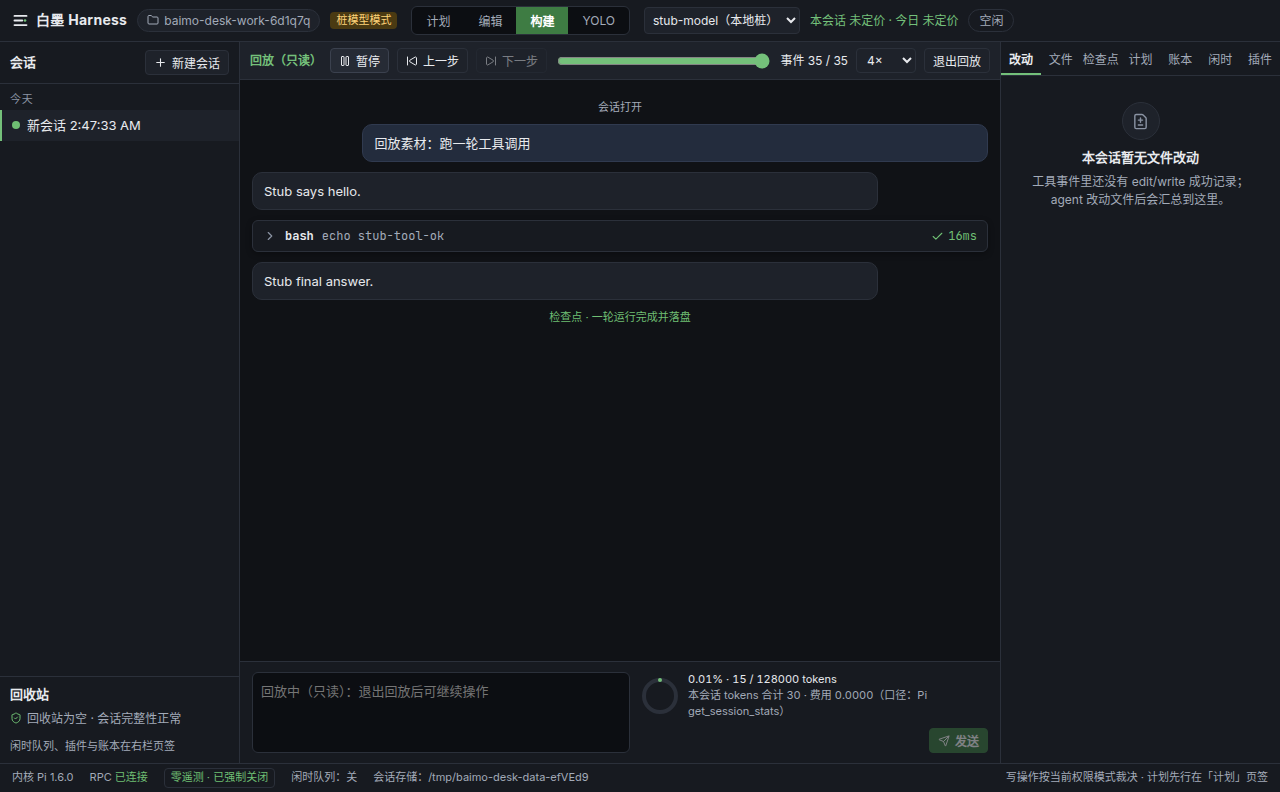 白墨 Harness
baimo-desk-work-6d1q7q
桩模型模式
计划
编辑
构建
YOLO
stub-model（本地桩）
本会话 未定价 · 今日 未定价
空闲
会话
新建会话
今天
新会话 2:47:33 AM
回收站
回收站为空 · 会话完整性正常
闲时队列、插件与账本在右栏页签
回放（只读）
暂停
上一步
下一步
事件 35 / 35
4×
退出回放
会话打开
回放素材：跑一轮工具调用
Stub says hello.
bash echo stub-tool-ok
16ms
Stub final answer.
检查点 · 一轮运行完成并落盘
回放中（只读）：退出回放后可继续操作
0.01% · 15 / 128000 tokens
本会话 tokens 合计 30 · 费用 0.0000（口径：Pi
get_session_stats）
发送
改动
文件
检查点
计划
账本
闲时
插件
本会话暂无文件改动
工具事件里还没有 edit/write 成功记录；
agent 改动文件后会汇总到这里。
内核 Pi 1.6.0
RPC 已连接
零遥测 · 已强制关闭
闲时队列：关
会话存储：/tmp/baimo-desk-data-efVEd9
写操作按当前权限模式裁决 · 计划先行在「计划」页签